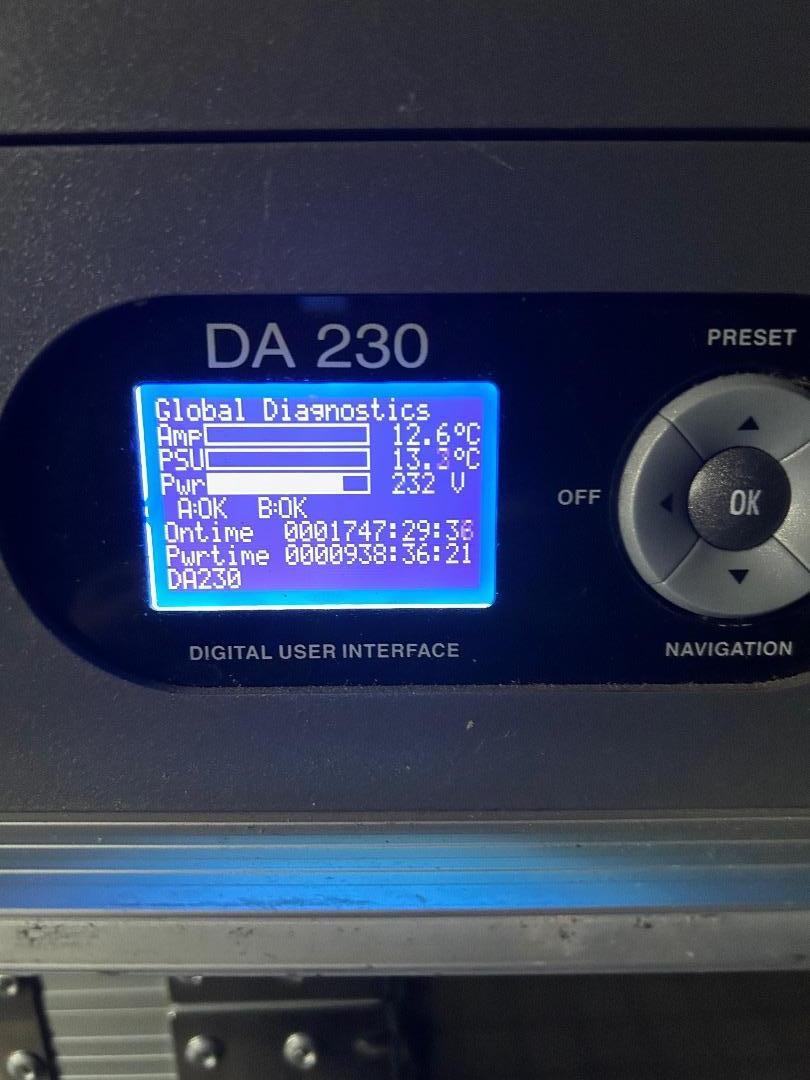 DA 230
PRESET
Global Diagnostics
Amp 12.6°C
PSU 13.3°C
Pwr 232 V
A:OK B:OK
OFF
OK
Ontime 0001747:29:36
Pwrtime 0000938:36:21
DA230
DIGITAL USER INTERFACE
NAVIGATION